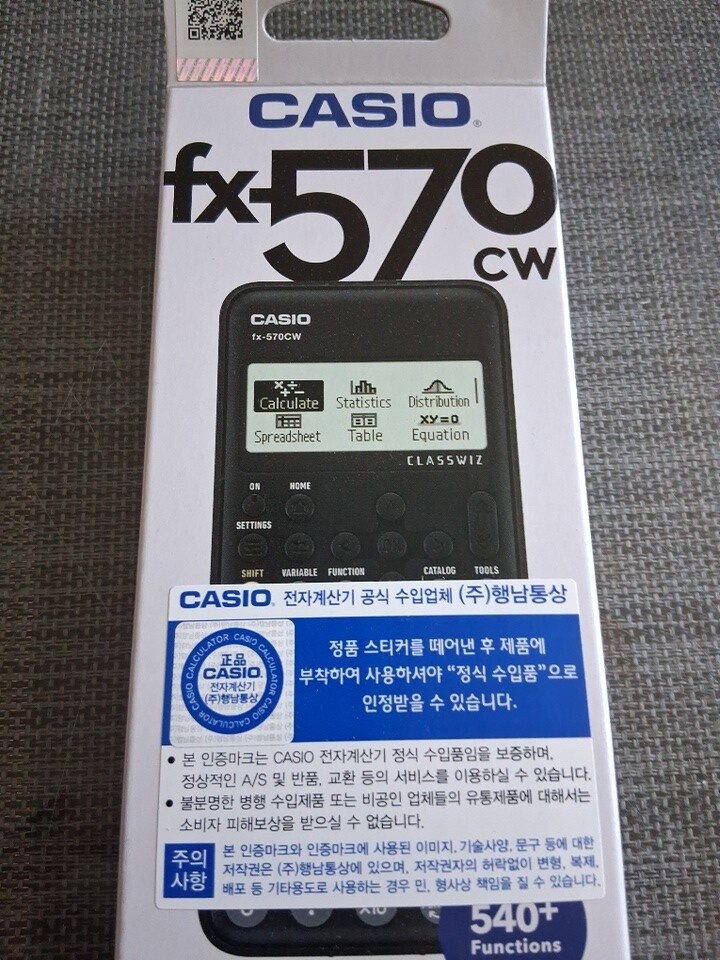 CASIO®
fx-570
CW
CASIO
fx-570CW
Calculate Statistics Distribution
Spreadsheet Table Equation
XY=0
CLASSWIZ
ON HOME
SETTINGS
SHIFT VARIABLE FUNCTION CATALOG TOOLS
CASIO® 전자계산기 공식 수입업체 (주)행남통상
CASIO CALCULATOR CASIO CALCULATOR CASIO CALCULATOR
正品
CASIO®
전자계산기
(주)행남통상
정품 스티커를 떼어낸 후 제품에
부착하여 사용하셔야 “정식 수입품”으로
인정받을 수 있습니다.
• 본 인증마크는 CASIO 전자계산기 정식 수입품임을 보증하며,
정상적인 A/S 및 반품, 교환 등의 서비스를 이용하실 수 있습니다.
• 불분명한 병행 수입제품 또는 비공인 업체들의 유통제품에 대해서는
소비자 피해보상을 받으실 수 없습니다.
주의
사항
본 인증마크와 인증마크에 사용된 이미지, 기술사양, 문구 등에 대한
저작권은 (주)행남통상에 있으며, 저작권자의 허락없이 변형, 복제,
배포 등 기타용도로 사용하는 경우 민, 형사상 책임을 질 수 있습니다.
540+
Functions